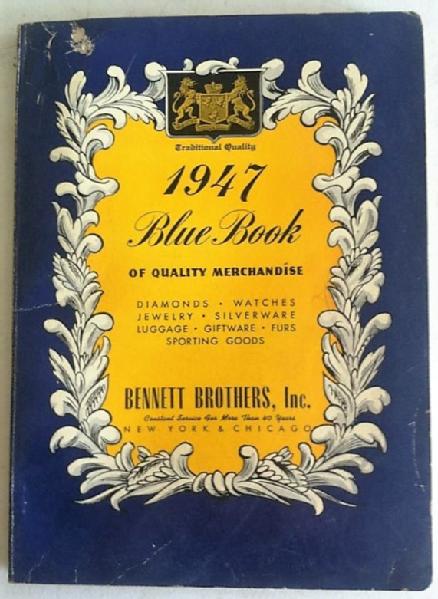 Traditional Quality
1947
Blue Book
OF QUALITY MERCHANDISE
DIAMONDS · WATCHES
JEWELRY · SILVERWARE
LUGGAGE · GIFTWARE · FURS
SPORTING GOODS
BENNETT BROTHERS, Inc.
Constant Service For More Than 40 Years
NEW YORK & CHICAGO